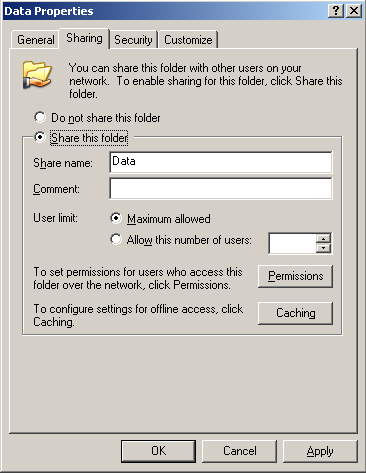 Data Properties
General Sharing Security Customize
You can share this folder with other users on your
network. To enable sharing for this folder, click Share this
folder.
Do not share this folder
Share this folder
Share name: Data
Comment:
User limit: Maximum allowed
Allow this number of users:
To set permissions for users who access this
folder over the network, click Permissions.
Permissions
To configure settings for offline access, click
Caching.
Caching
OK Cancel Apply